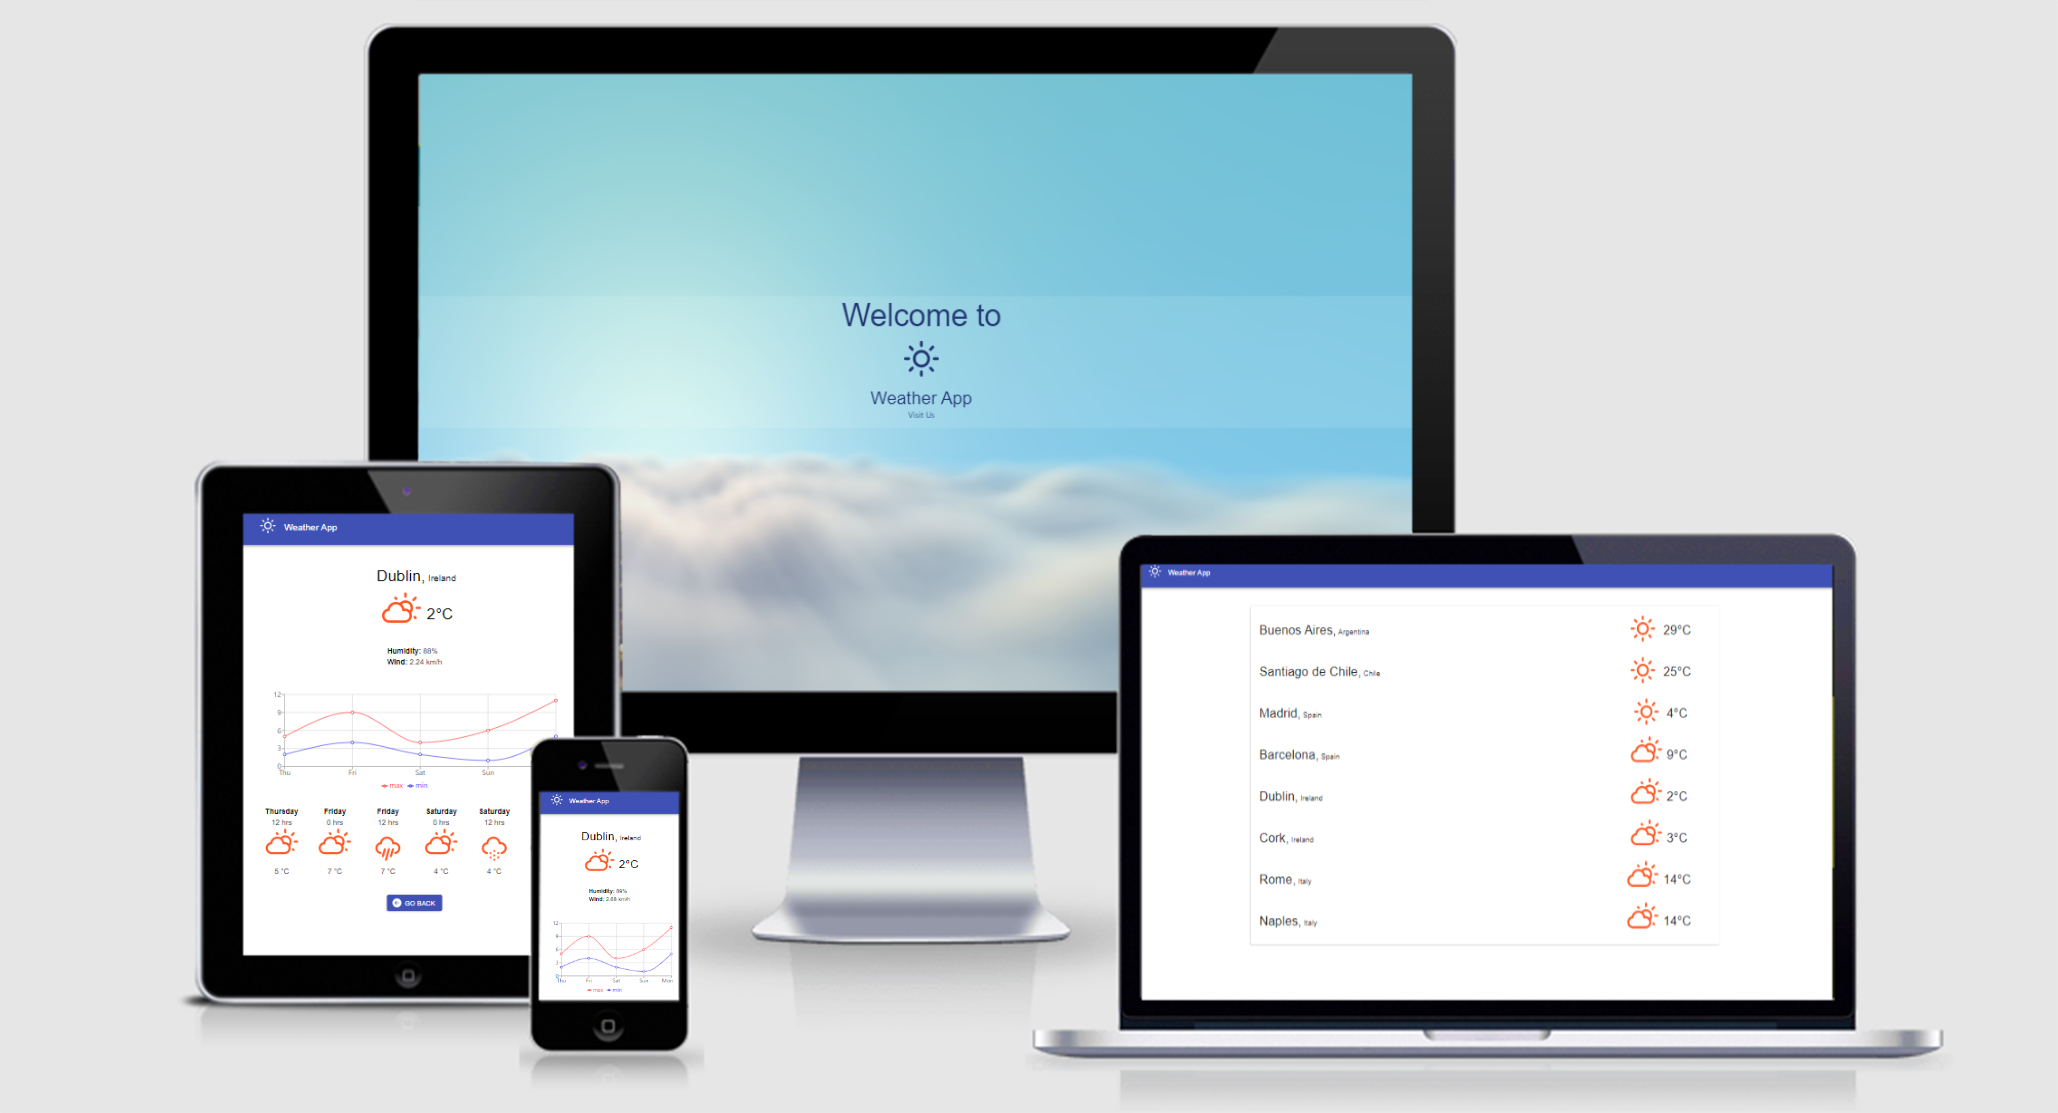 Welcome to
Weather App
Visit Us
Weather App
Dublin, Ireland
2°C
Humidity: 88%
Wind: 2.24 km/h
12
9
6
3
0
Thu Fri Sat Sun
max min
Thursday Friday Friday Saturday Saturday
12 hrs 0 hrs 12 hrs 0 hrs 12 hrs
5 °C 7 °C 7 °C 4 °C 4 °C
GO BACK
Weather App
Dublin, Ireland
2°C
Humidity: 89%
Wind: 2.68 km/h
12
9
6
3
0
Thu Fri Sat Sun Mon
max min
Weather App
Buenos Aires, Argentina 29°C
Santiago de Chile, Chile 25°C
Madrid, Spain 4°C
Barcelona, Spain 9°C
Dublin, Ireland 2°C
Cork, Ireland 3°C
Rome, Italy 14°C
Naples, Italy 14°C